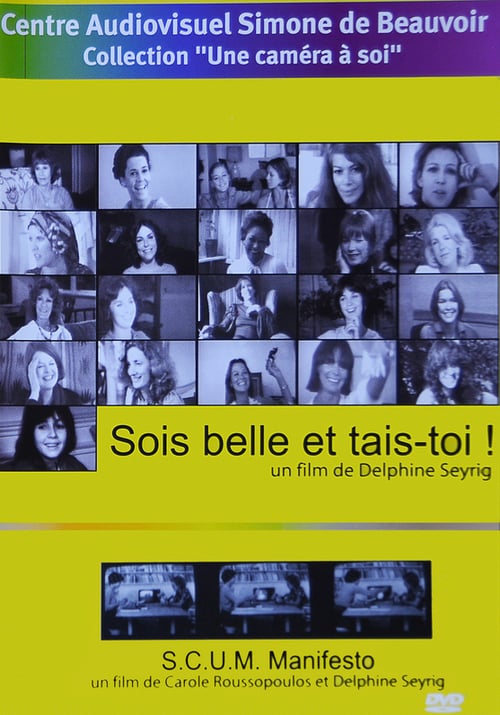 Centre Audiovisuel Simone de Beauvoir
Collection "Une caméra à soi"
Sois belle et tais-toi !
un film de Delphine Seyrig
S.C.U.M. Manifesto
un film de Carole Roussopoulos et Delphine Seyrig
DVD